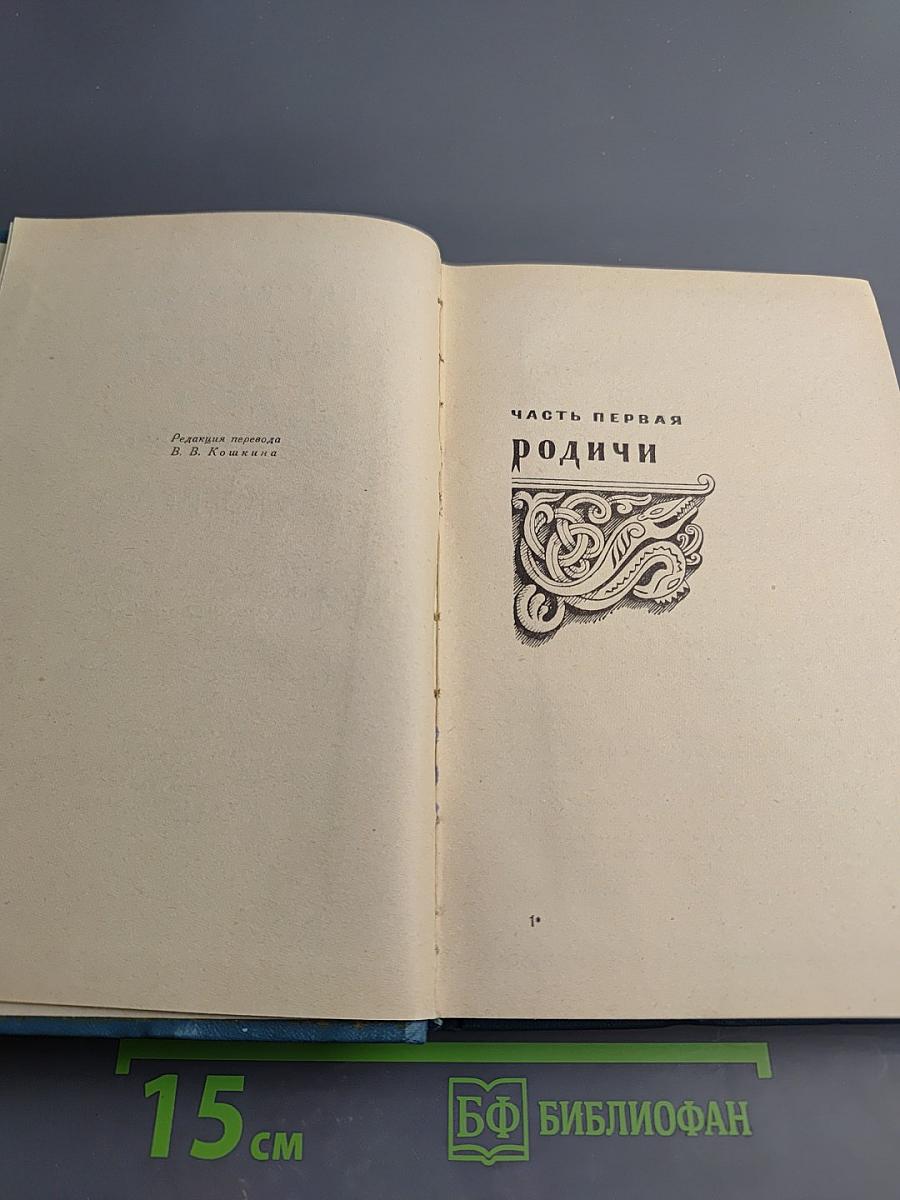 Редакция перевода
В. В. Кошкина
ЧАСТЬ ПЕРВАЯ
РОДИЧИ
1*
15 см
БФ БИБЛИОФАН